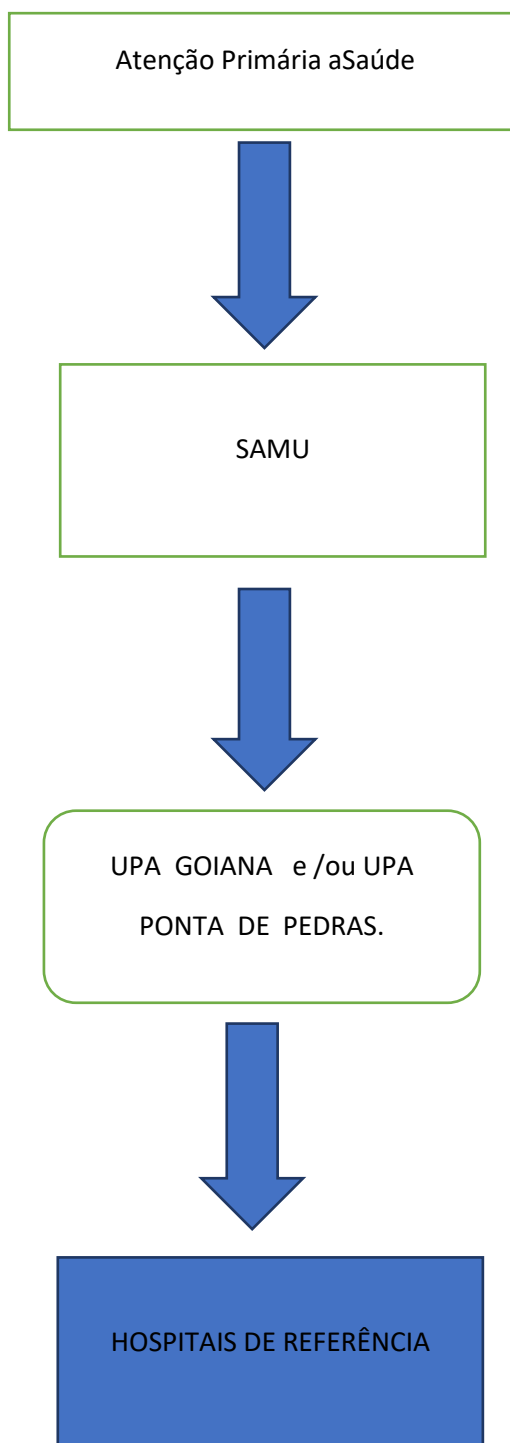 Atenção Primária aSaúde
SAMU
UPA GOIANA e /ou UPA
PONTA DE PEDRAS.
HOSPITAIS DE REFERÊNCIA